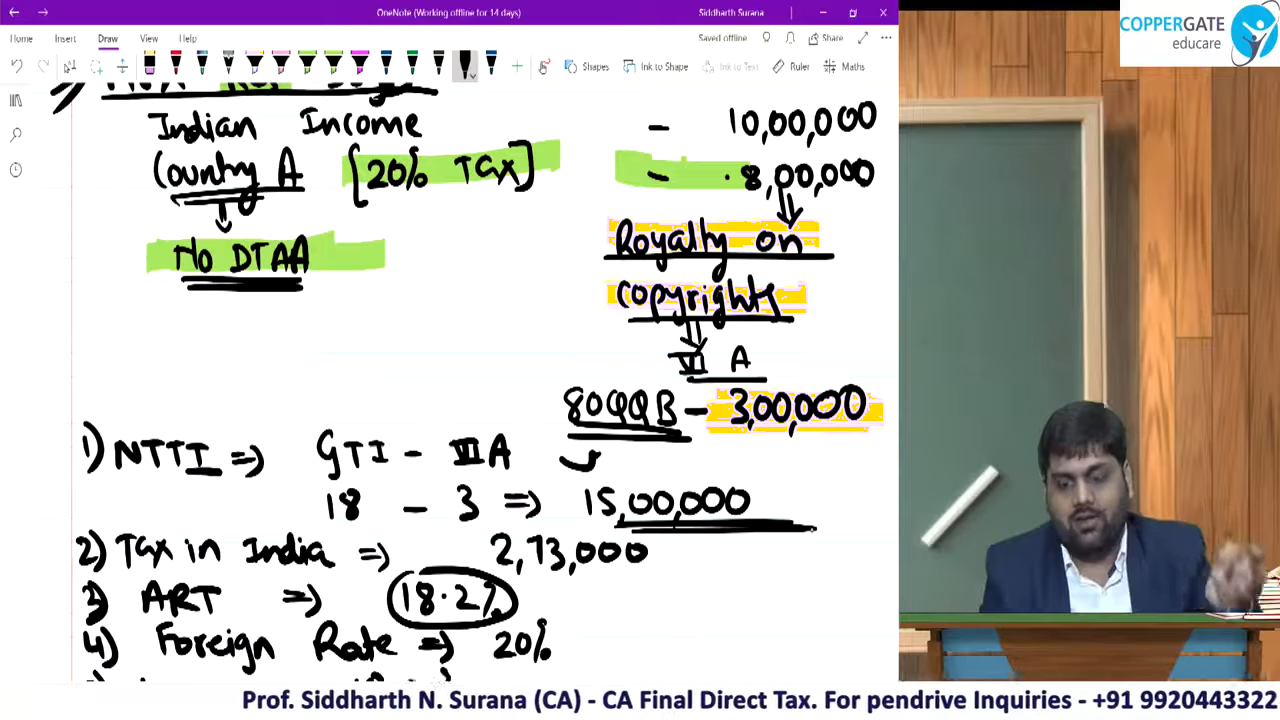 OneNote (Working offline for 14 days)
Siddharth Surana
COPPERGATE
educare
Home Insert Draw View Help
Saved offline
Share
Shapes
Ink to Shape
Ink to Text
Ruler
Maths
Indian Income - 10,00,000
Country A [20% Tax] - 8,00,000
No DTAA
Royalty on
copyrights
VI A
80QQB - 3,00,000
1) NTTI => GTI - VIA
18 - 3 => 15,00,000
2) Tax in India => 2,73,000
3) ART => 18.2%
4) Foreign Rate => 20%
Prof. Siddharth N. Surana (CA) - CA Final Direct Tax. For pendrive Inquiries - +91 9920443322